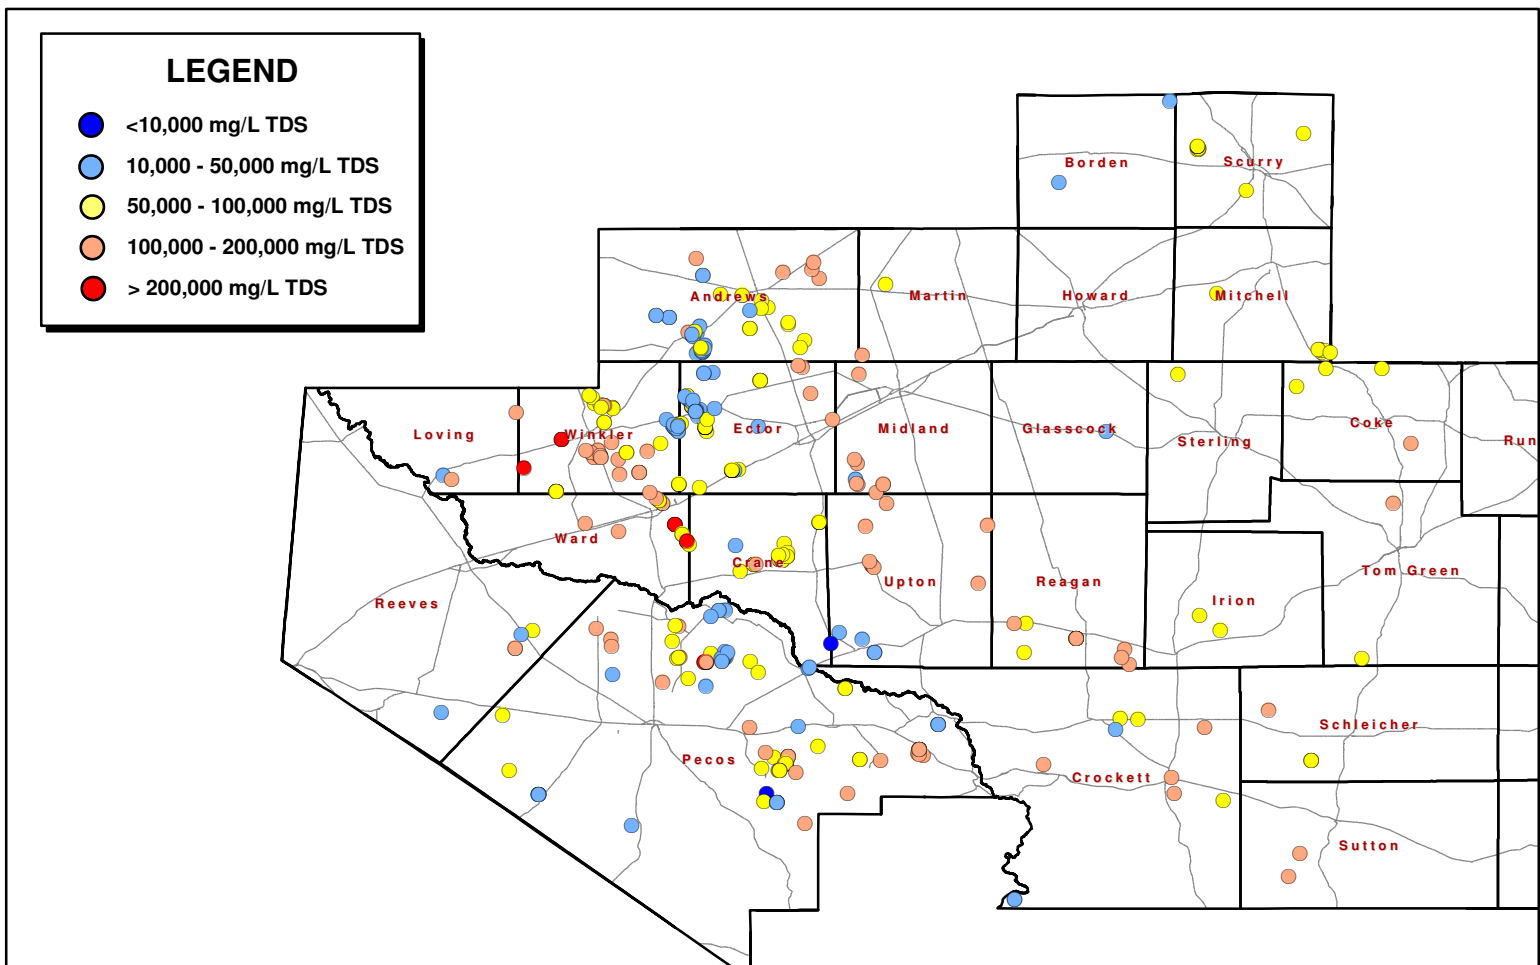 LEGEND
<10,000 mg/L TDS
10,000 - 50,000 mg/L TDS
50,000 - 100,000 mg/L TDS
100,000 - 200,000 mg/L TDS
> 200,000 mg/L TDS
Borden
Scurry
Andrews
Martin
Howard
Mitchell
Loving
Winkler
Ector
Midland
Glasscock
Sterling
Coke
Run
Ward
Crane
Upton
Reagan
Irion
Tom Green
Reeves
Pecos
Crockett
Schleicher
Sutton